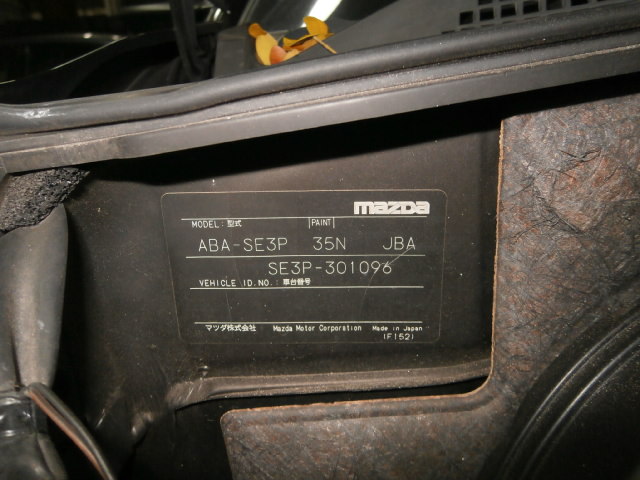 mazda
MODEL : 型式 PAINT
ABA-SE3P 35N JBA
SE3P-301096
VEHICLE I.D.NO. : 車台番号
マツダ株式会社 Mazda Motor Corporation Made in Japan
(F152)